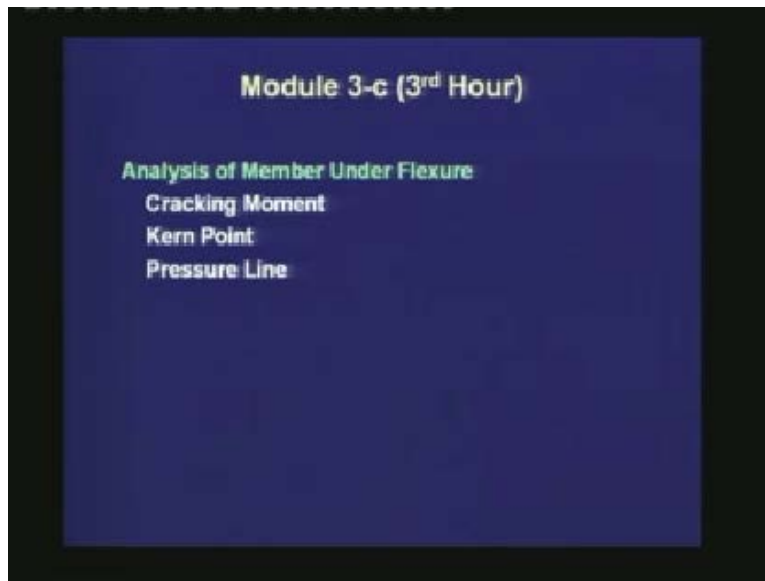 Module 3-c (3rd Hour)
Analysis of Member Under Flexure
Cracking Moment
Kern Point
Pressure Line